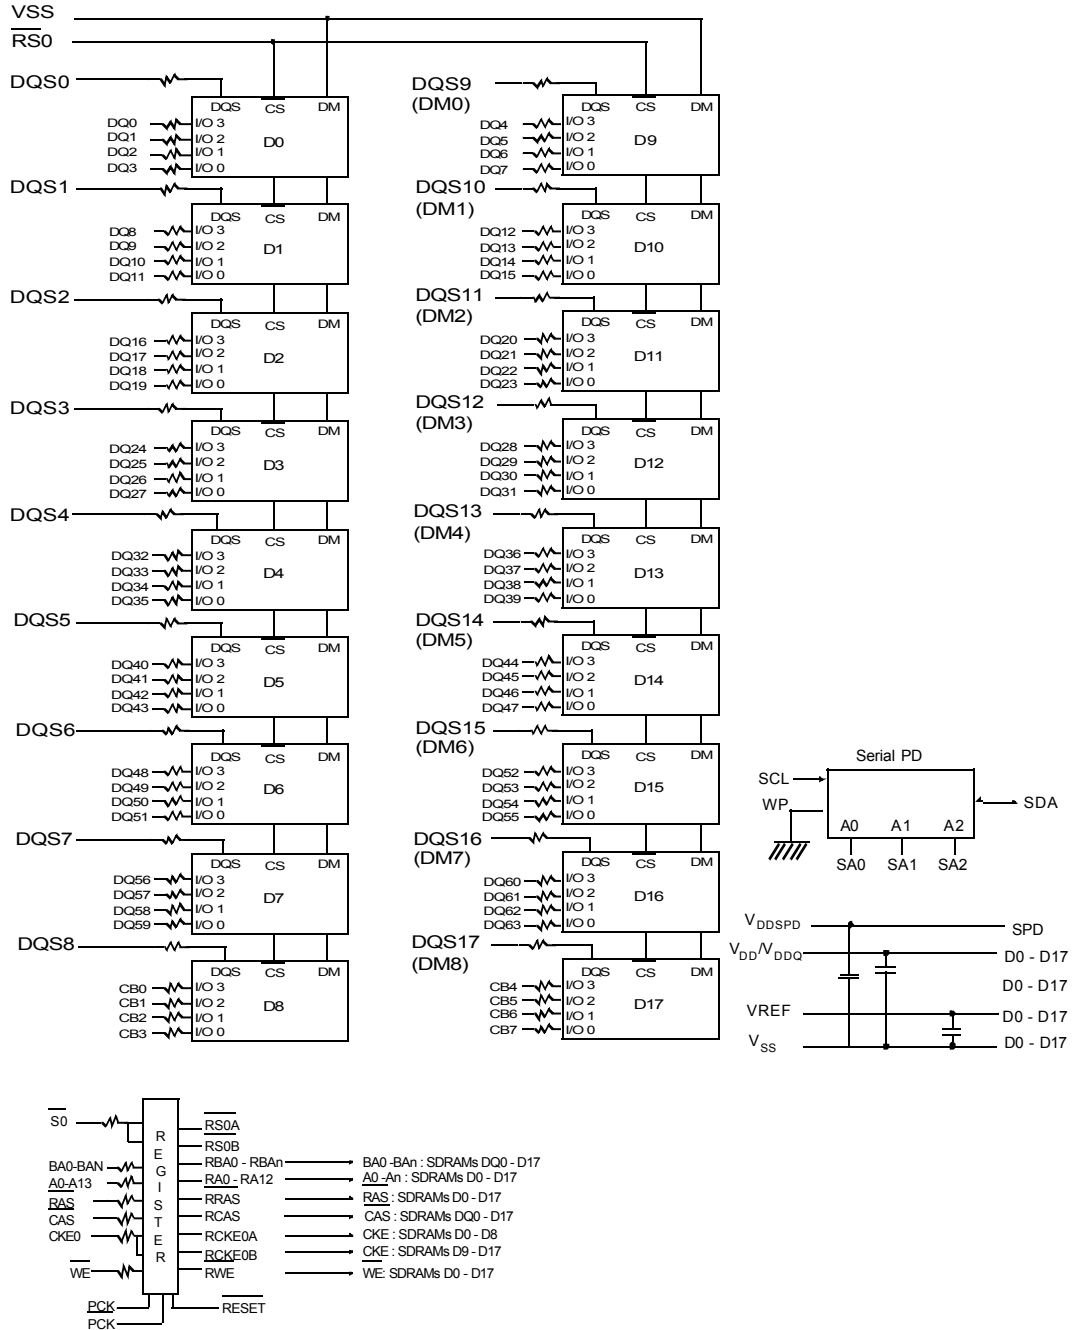 VSS
RS0
DQS0
DQS CS DM
DQ0 I/O 3
DQ1 I/O 2
DQ2 I/O 1
DQ3 I/O 0
D0
DQS1
DQS CS DM
DQ8 I/O 3
DQ9 I/O 2
DQ10 I/O 1
DQ11 I/O 0
D1
DQS2
DQS CS DM
DQ16 I/O 3
DQ17 I/O 2
DQ18 I/O 1
DQ19 I/O 0
D2
DQS3
DQS CS DM
DQ24 I/O 3
DQ25 I/O 2
DQ26 I/O 1
DQ27 I/O 0
D3
DQS4
DQS CS DM
DQ32 I/O 3
DQ33 I/O 2
DQ34 I/O 1
DQ35 I/O 0
D4
DQS5
DQS CS DM
DQ40 I/O 3
DQ41 I/O 2
DQ42 I/O 1
DQ43 I/O 0
D5
DQS6
DQS CS DM
DQ48 I/O 3
DQ49 I/O 2
DQ50 I/O 1
DQ51 I/O 0
D6
DQS7
DQS CS DM
DQ56 I/O 3
DQ57 I/O 2
DQ58 I/O 1
DQ59 I/O 0
D7
DQS8
DQS CS DM
CB0 I/O 3
CB1 I/O 2
CB2 I/O 1
CB3 I/O 0
D8
DQS9
(DM0)
DQS CS DM
DQ4 I/O 3
DQ5 I/O 2
DQ6 I/O 1
DQ7 I/O 0
D9
DQS10
(DM1)
DQS CS DM
DQ12 I/O 3
DQ13 I/O 2
DQ14 I/O 1
DQ15 I/O 0
D10
DQS11
(DM2)
DQS CS DM
DQ20 I/O 3
DQ21 I/O 2
DQ22 I/O 1
DQ23 I/O 0
D11
DQS12
(DM3)
DQS CS DM
DQ28 I/O 3
DQ29 I/O 2
DQ30 I/O 1
DQ31 I/O 0
D12
DQS13
(DM4)
DQS CS DM
DQ36 I/O 3
DQ37 I/O 2
DQ38 I/O 1
DQ39 I/O 0
D13
DQS14
(DM5)
DQS CS DM
DQ44 I/O 3
DQ45 I/O 2
DQ46 I/O 1
DQ47 I/O 0
D14
DQS15
(DM6)
DQS CS DM
DQ52 I/O 3
DQ53 I/O 2
DQ54 I/O 1
DQ55 I/O 0
D15
DQS16
(DM7)
DQS CS DM
DQ60 I/O 3
DQ61 I/O 2
DQ62 I/O 1
DQ63 I/O 0
D16
DQS17
(DM8)
DQS CS DM
CB4 I/O 3
CB5 I/O 2
CB6 I/O 1
CB7 I/O 0
D17
Serial PD
SCL
WP
SDA
A0 A1 A2
SA0 SA1 SA2
VDDSPD SPD
VDD/VDDQ D0 - D17
D0 - D17
VREF D0 - D17
VSS D0 - D17
REGISTER
S0 RS0A
RS0B
BA0-BAN RBA0 - RBAn BA0 -BAn : SDRAMs DQ0 - D17
A0-A13 RA0 - RA12 A0 -An : SDRAMs D0 - D17
RAS RRAS RAS : SDRAMs D0 - D17
CAS RCAS CAS : SDRAMs DQ0 - D17
CKE0 RCKE0A CKE : SDRAMs D0 - D8
RCKE0B CKE : SDRAMs D9 - D17
WE RWE WE: SDRAMs D0 - D17
PCK
PCK
RESET